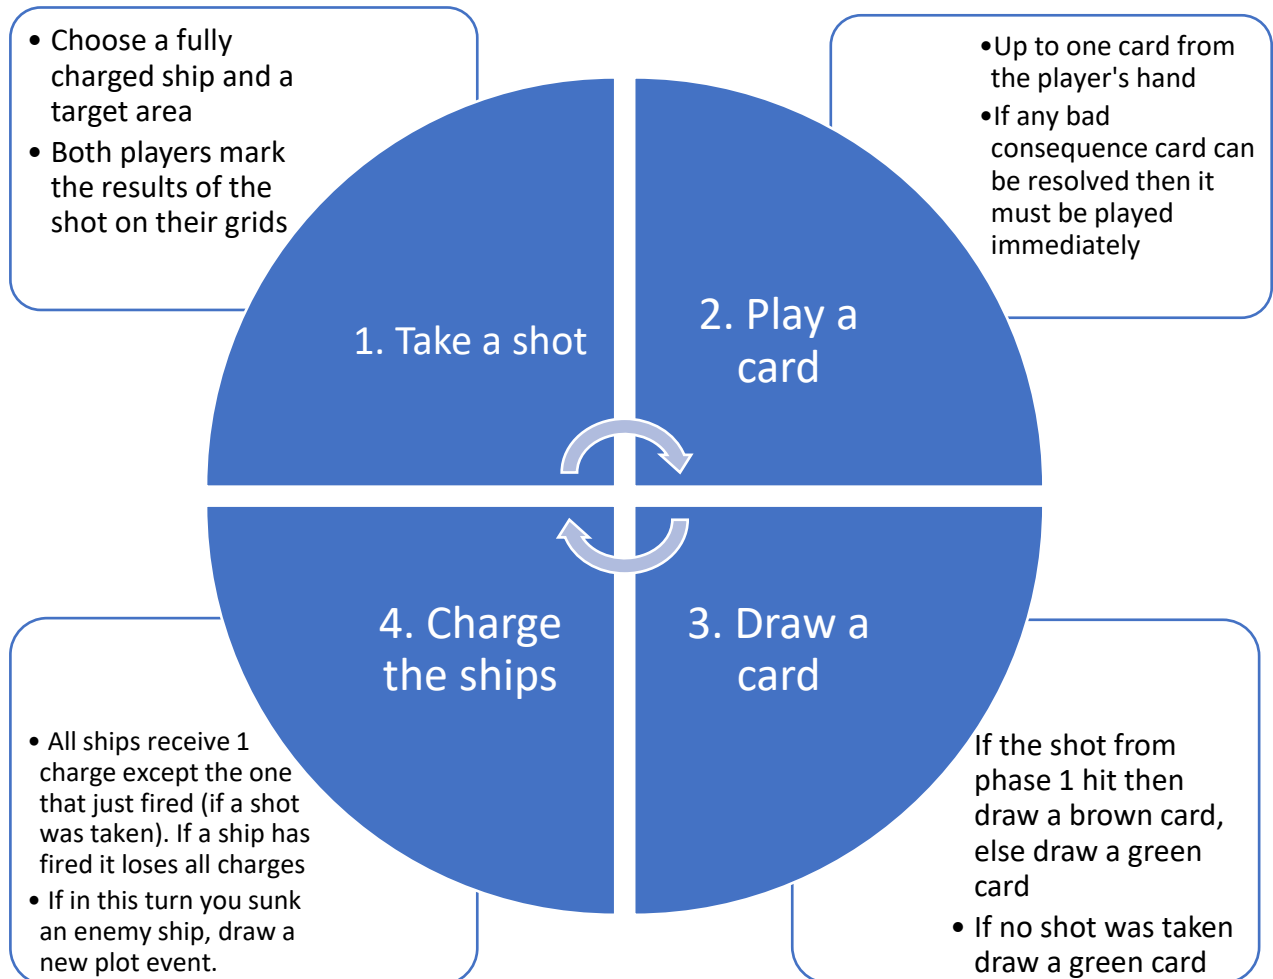 • Choose a fully
charged ship and a
target area
• Both players mark
the results of the
shot on their grids
1. Take a shot
•Up to one card from
the player's hand
•If any bad
consequence card can
be resolved then it
must be played
immediately
2. Play a
card
3. Draw a
card
If the shot from
phase 1 hit then
draw a brown card,
else draw a green
card
• If no shot was taken
draw a green card
4. Charge
the ships
• All ships receive 1
charge except the one
that just fired (if a shot
was taken). If a ship has
fired it loses all charges
• If in this turn you sunk
an enemy ship, draw a
new plot event.